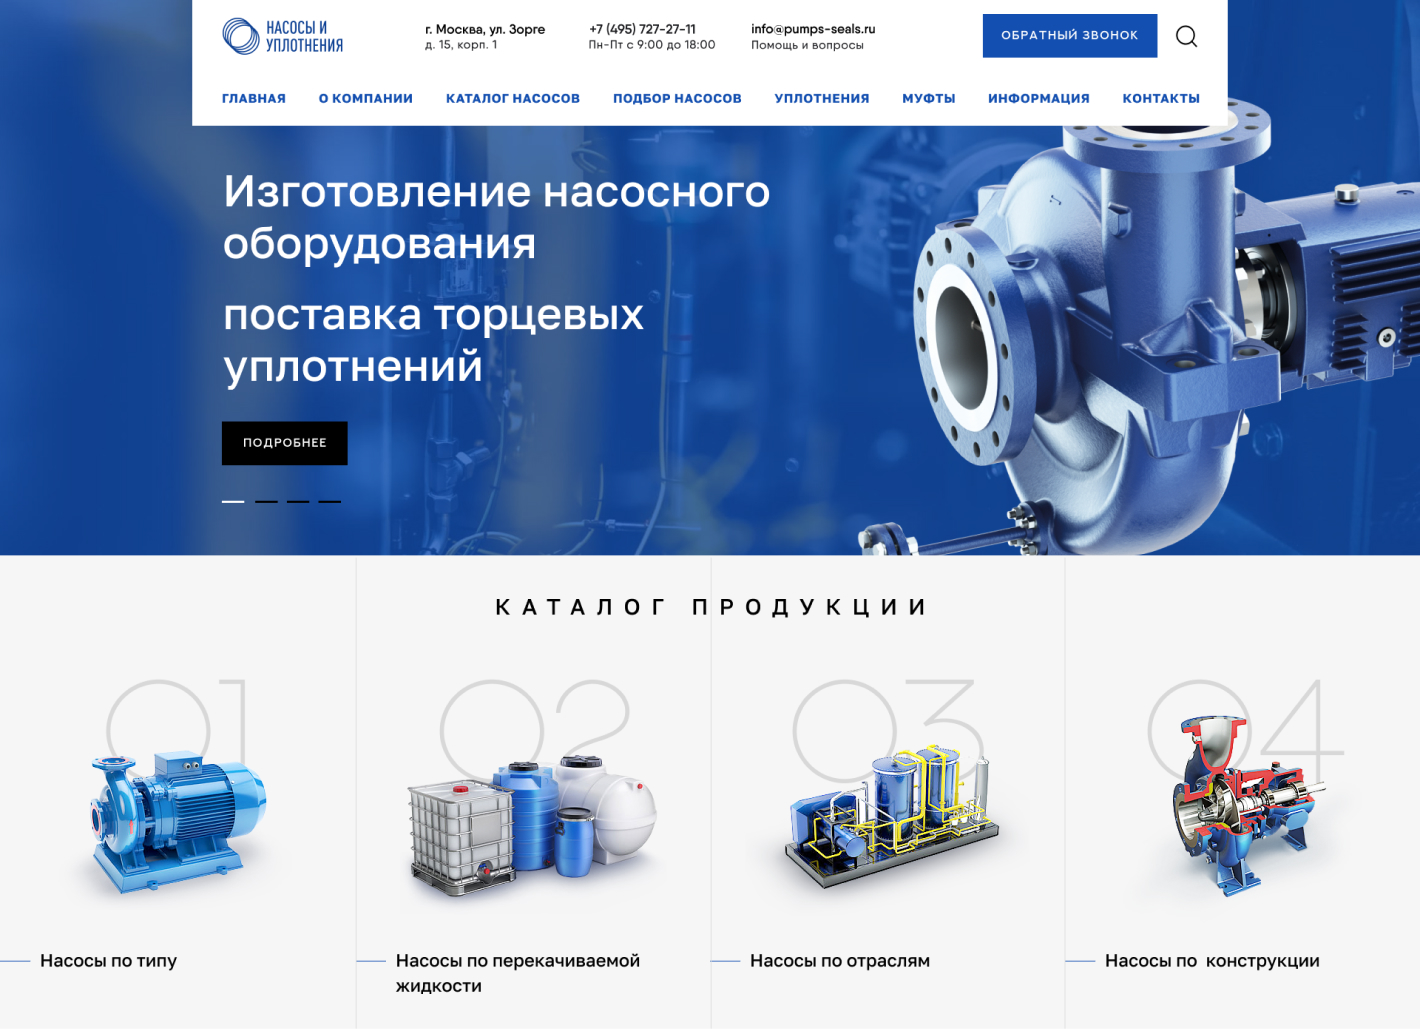 НАСОСЫ И
УПЛОТНЕНИЯ
г. Москва, ул. Зорге
д. 15, корп. 1
+7 (495) 727-27-11
Пн-Пт с 9:00 до 18:00
info@pumps-seals.ru
Помощь и вопросы
ОБРАТНЫЙ ЗВОНОК
ГЛАВНАЯ
О КОМПАНИИ
КАТАЛОГ НАСОСОВ
ПОДБОР НАСОСОВ
УПЛОТНЕНИЯ
МУФТЫ
ИНФОРМАЦИЯ
КОНТАКТЫ
Изготовление насосного
оборудования
поставка торцевых
уплотнений
ПОДРОБНЕЕ
КАТАЛОГ ПРОДУКЦИИ
01
Насосы по типу
02
Насосы по перекачиваемой
жидкости
03
Насосы по отраслям
04
Насосы по конструкции